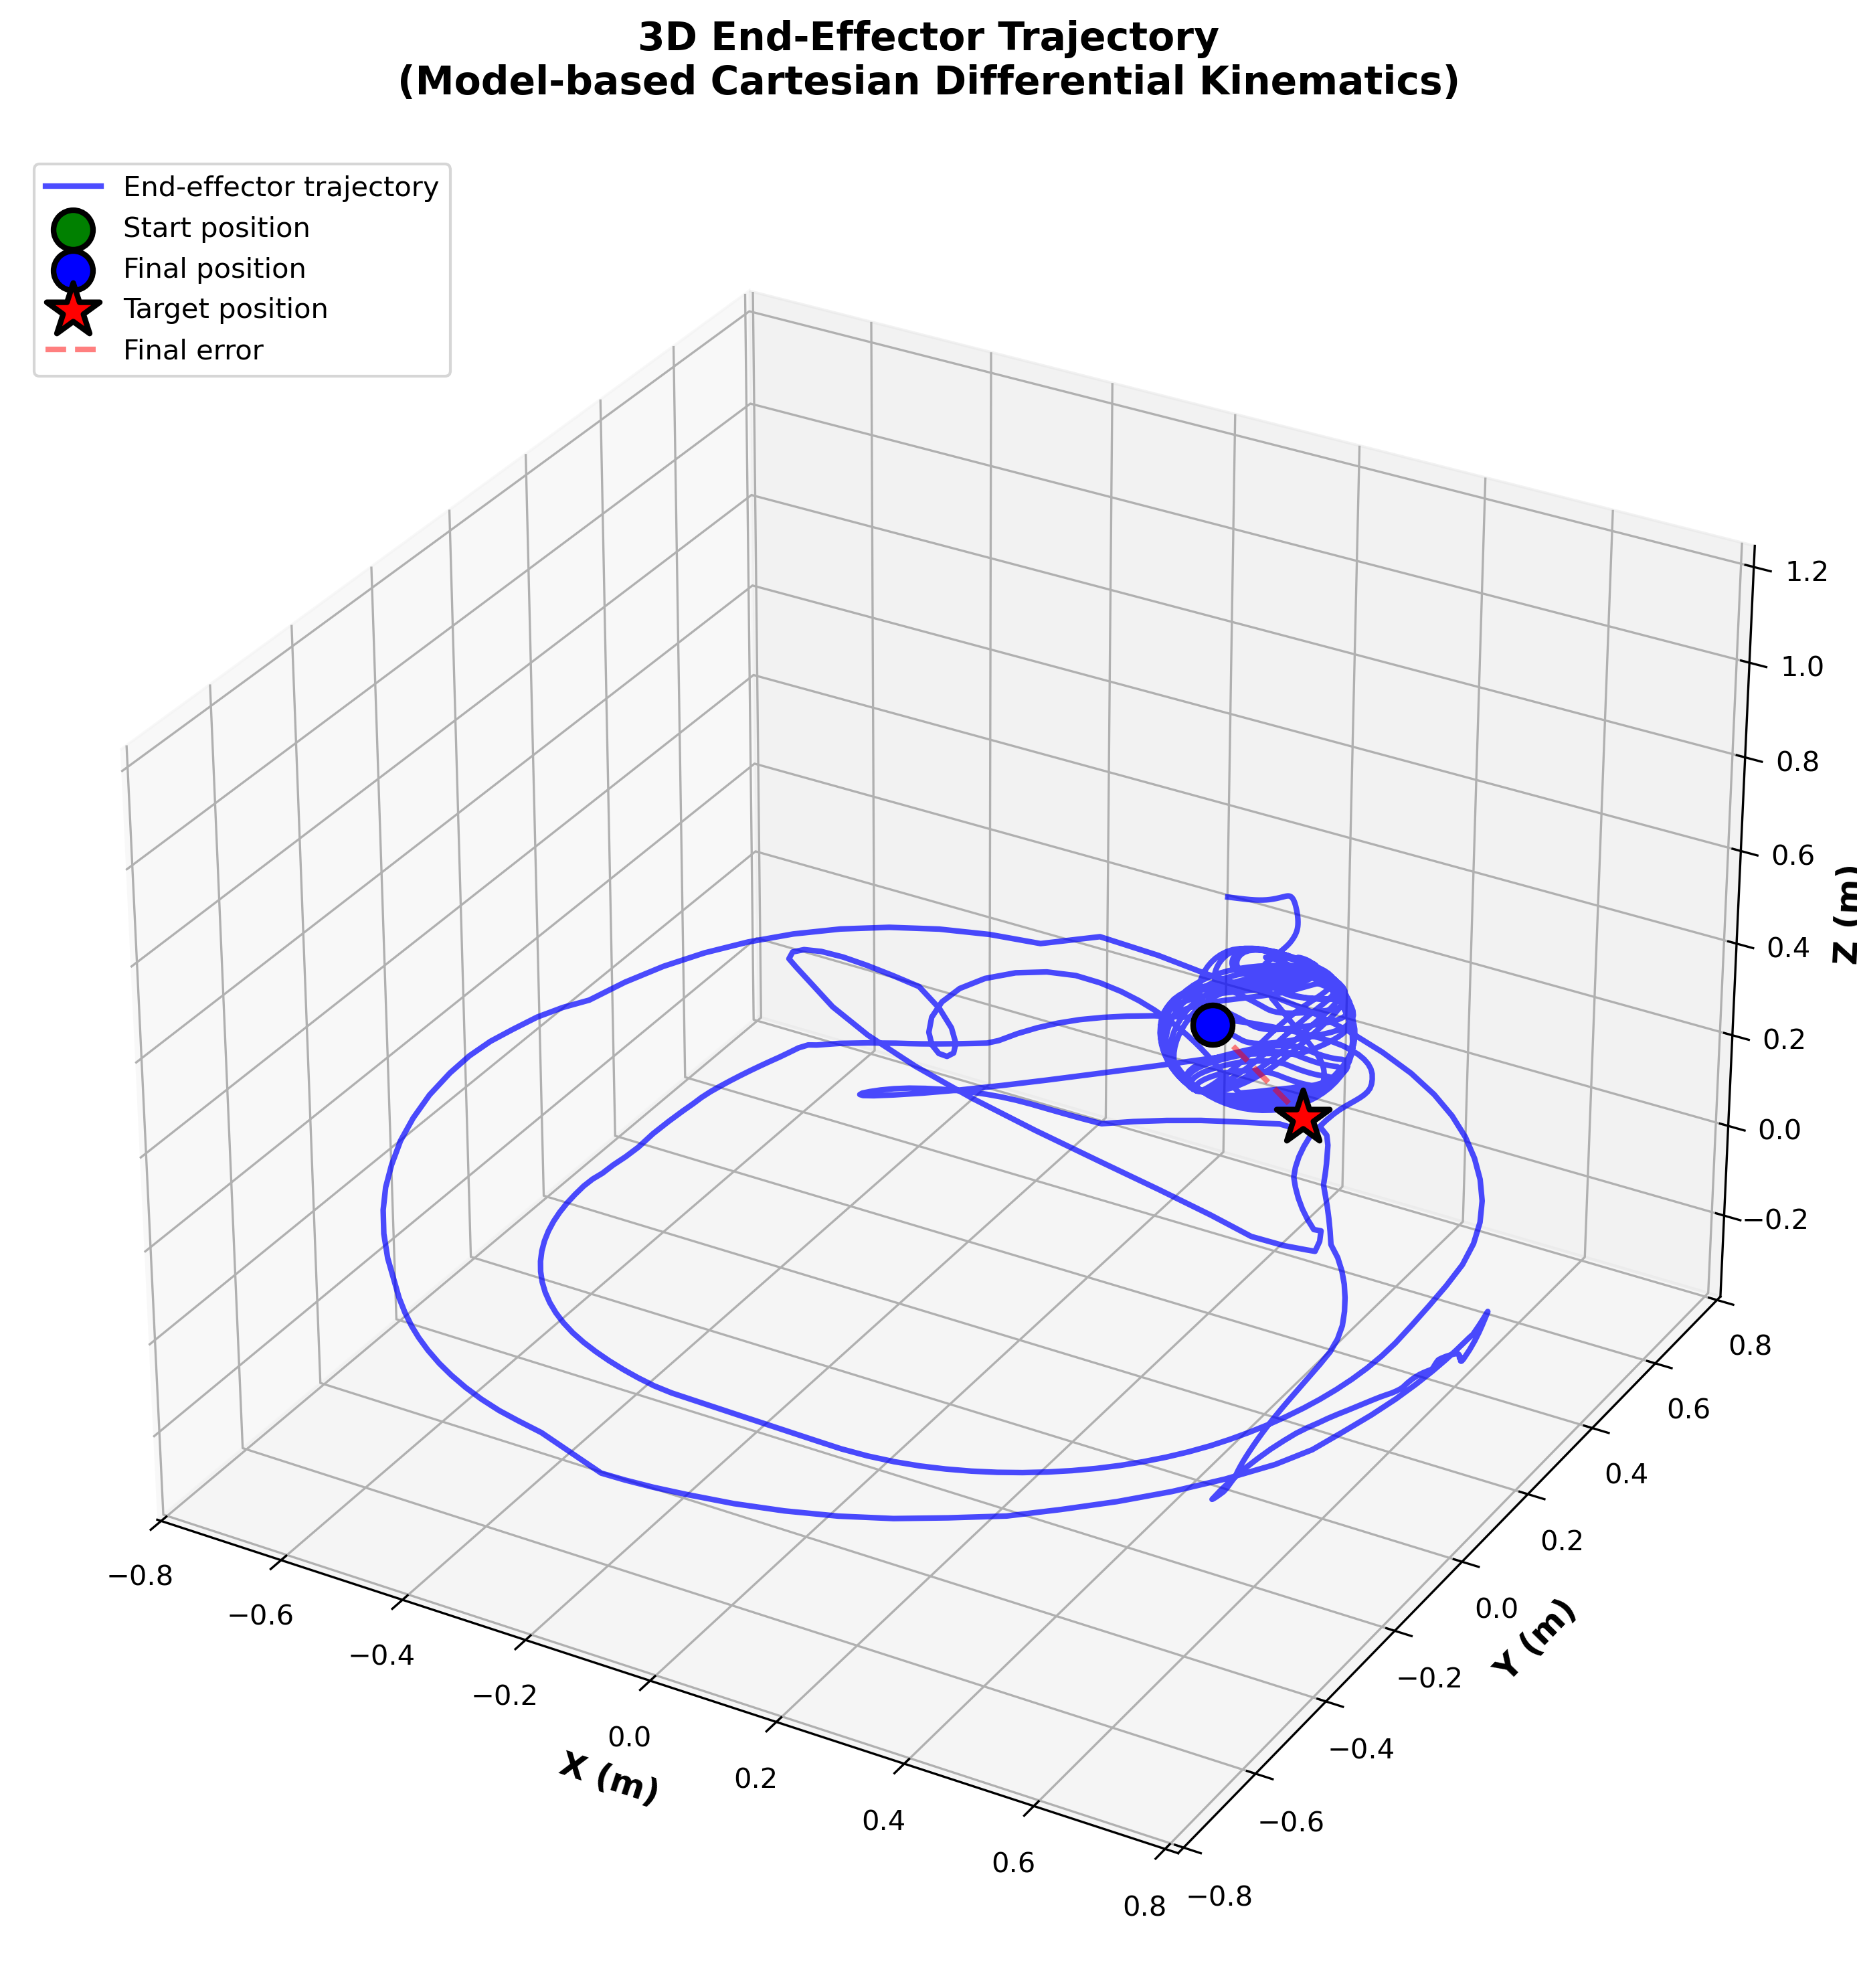 3D End-Effector Trajectory
(Model-based Cartesian Differential Kinematics)
End-effector trajectory
Start position
Final position
Target position
Final error
1.2
1.0
0.8
0.6
0.4
0.2
0.0
−0.2
Z (m)
0.8
0.6
0.4
0.2
0.0
−0.2
−0.4
−0.6
−0.8
Y (m)
−0.8
−0.6
−0.4
−0.2
0.0
0.2
0.4
0.6
0.8
X (m)